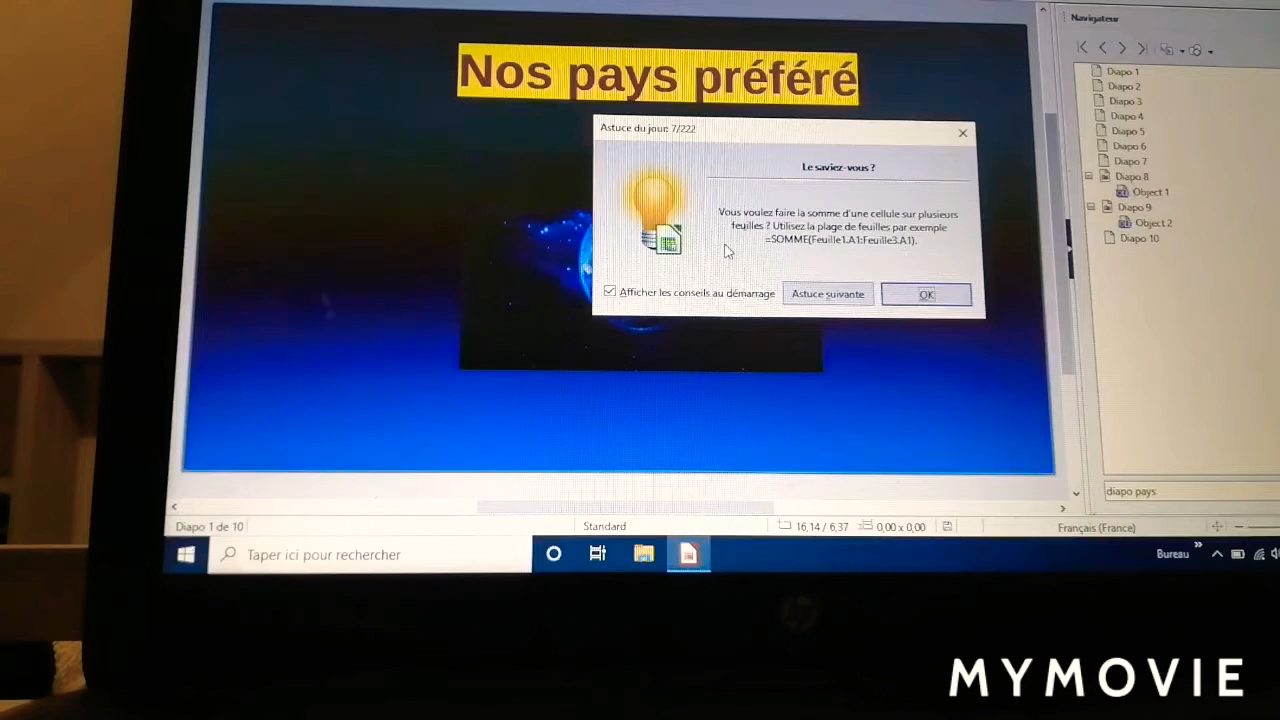 Nos pays préféré
Navigateur
Diapo 1
Diapo 2
Diapo 3
Diapo 4
Diapo 5
Diapo 6
Diapo 7
Diapo 8
Object 1
Diapo 9
Object 2
Diapo 10
diapo pays
Astuce du jour: 7/222
Le saviez-vous ?
Vous voulez faire la somme d'une cellule sur plusieurs
feuilles ? Utilisez la plage de feuilles par exemple
=SOMME(Feuille1.A1:Feuille3.A1).
Afficher les conseils au démarrage
Astuce suivante
OK
Diapo 1 de 10
Standard
16,14 / 6,37
0,00 x 0,00
Français (France)
Taper ici pour rechercher
Bureau
MYMOVIE